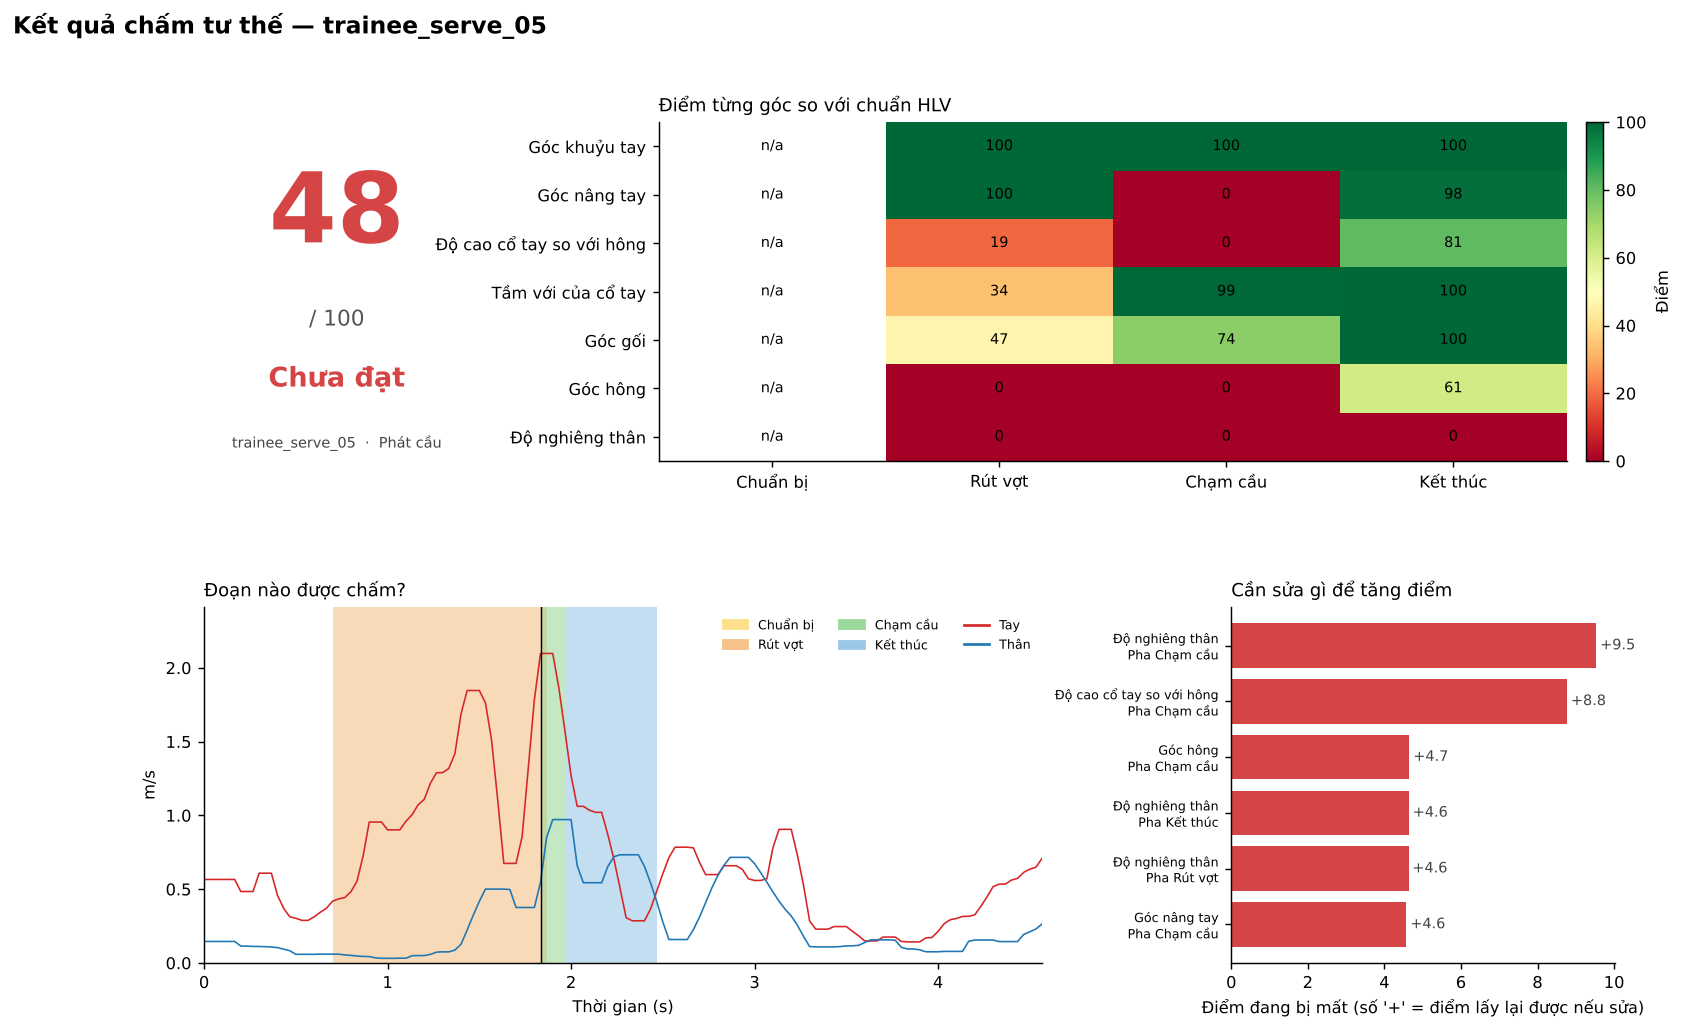 Kết quả chấm tư thế — trainee_serve_05
48
/ 100
Chưa đạt
trainee_serve_05 · Phát cầu
Điểm từng góc so với chuẩn HLV
Góc khuỷu tay n/a 100 100 100
Góc nâng tay n/a 100 0 98
Độ cao cổ tay so với hông n/a 19 0 81
Tầm với của cổ tay n/a 34 99 100
Góc gối n/a 47 74 100
Góc hông n/a 0 0 61
Độ nghiêng thân n/a 0 0 0
Chuẩn bị Rút vợt Chạm cầu Kết thúc
100
80
60
40
20
0
Điểm
Đoạn nào được chấm?
Chuẩn bị Chạm cầu Tay
Rút vợt Kết thúc Thân
2.0
1.5
1.0
0.5
0.0
m/s
0 1 2 3 4
Thời gian (s)
Cần sửa gì để tăng điểm
Độ nghiêng thân
Pha Chạm cầu
+9.5
Độ cao cổ tay so với hông
Pha Chạm cầu
+8.8
Góc hông
Pha Chạm cầu
+4.7
Độ nghiêng thân
Pha Kết thúc
+4.6
Độ nghiêng thân
Pha Rút vợt
+4.6
Góc nâng tay
Pha Chạm cầu
+4.6
0 2 4 6 8 10
Điểm đang bị mất (số '+' = điểm lấy lại được nếu sửa)